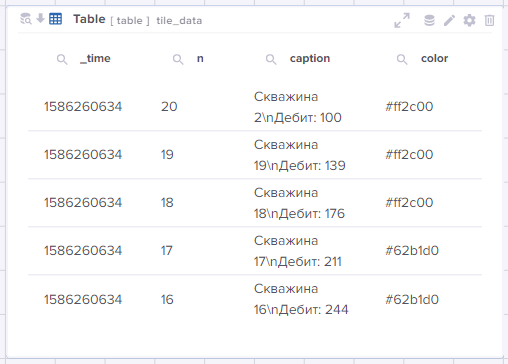 Table [ table ] tile_data
_time n caption color
1586260634 20 Скважина
2\nДебит: 100 #ff2c00
1586260634 19 Скважина
19\nДебит: 139 #ff2c00
1586260634 18 Скважина
18\nДебит: 176 #ff2c00
1586260634 17 Скважина
17\nДебит: 211 #62b1d0
1586260634 16 Скважина
16\nДебит: 244 #62b1d0